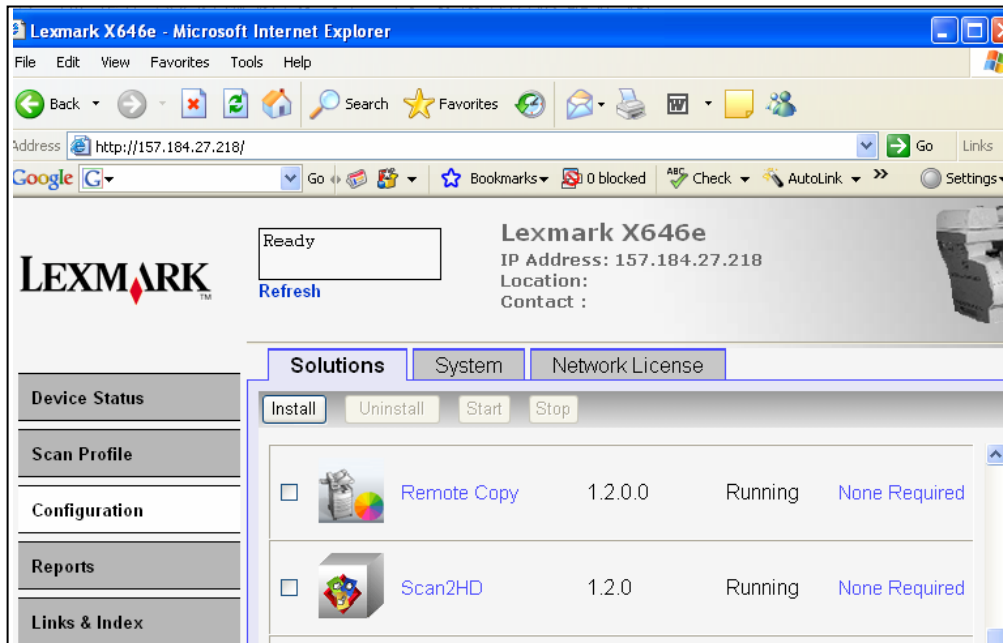 Lexmark X646e - Microsoft Internet Explorer
File Edit View Favorites Tools Help
Back Search Favorites W
Address http://157.184.27.218/ Go Links
Google G Go Bookmarks 0 blocked ABC Check AutoLink >> Settings
LEXMARK™
Ready
Refresh
Lexmark X646e
IP Address: 157.184.27.218
Location:
Contact :
Solutions System Network License
Install Uninstall Start Stop
Device Status
Scan Profile
Configuration
Reports
Links & Index
Remote Copy 1.2.0.0 Running None Required
Scan2HD 1.2.0 Running None Required